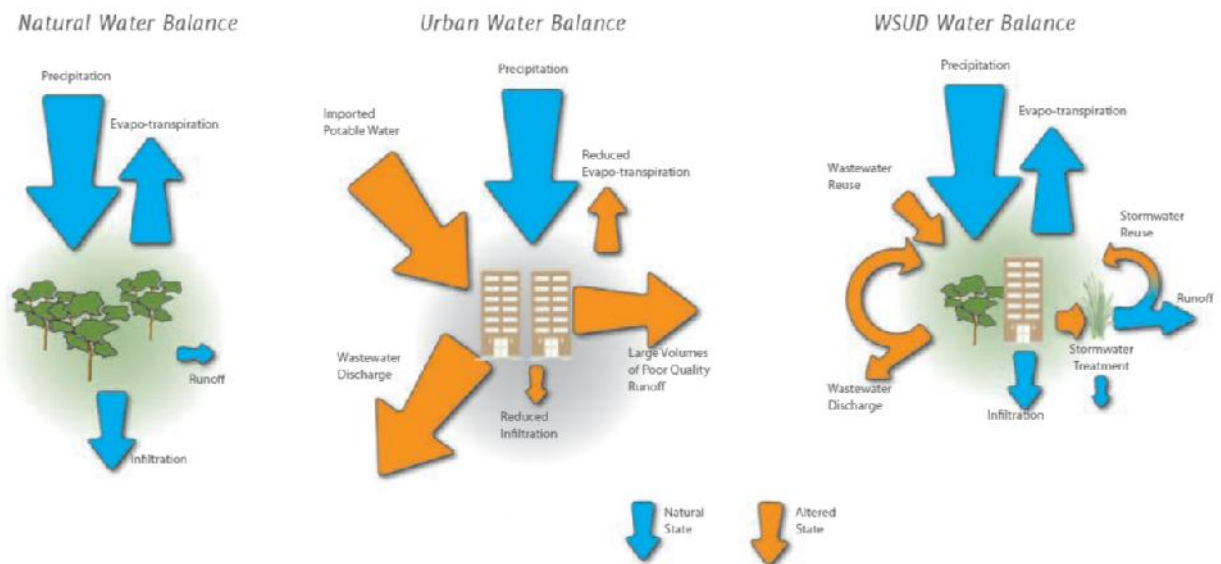 Natural Water Balance
Precipitation
Evapo-transpiration
Runoff
Infiltration
Urban Water Balance
Precipitation
Imported
Potable Water
Reduced
Evapo-transpiration
Wastewater
Discharge
Large Volumes
of Poor Quality
Runoff
Reduced
Infiltration
WSUD Water Balance
Precipitation
Evapo-transpiration
Wastewater
Reuse
Stormwater
Reuse
Runoff
Stormwater
Treatment
Wastewater
Discharge
Infiltration
Natural
State
Altered
State